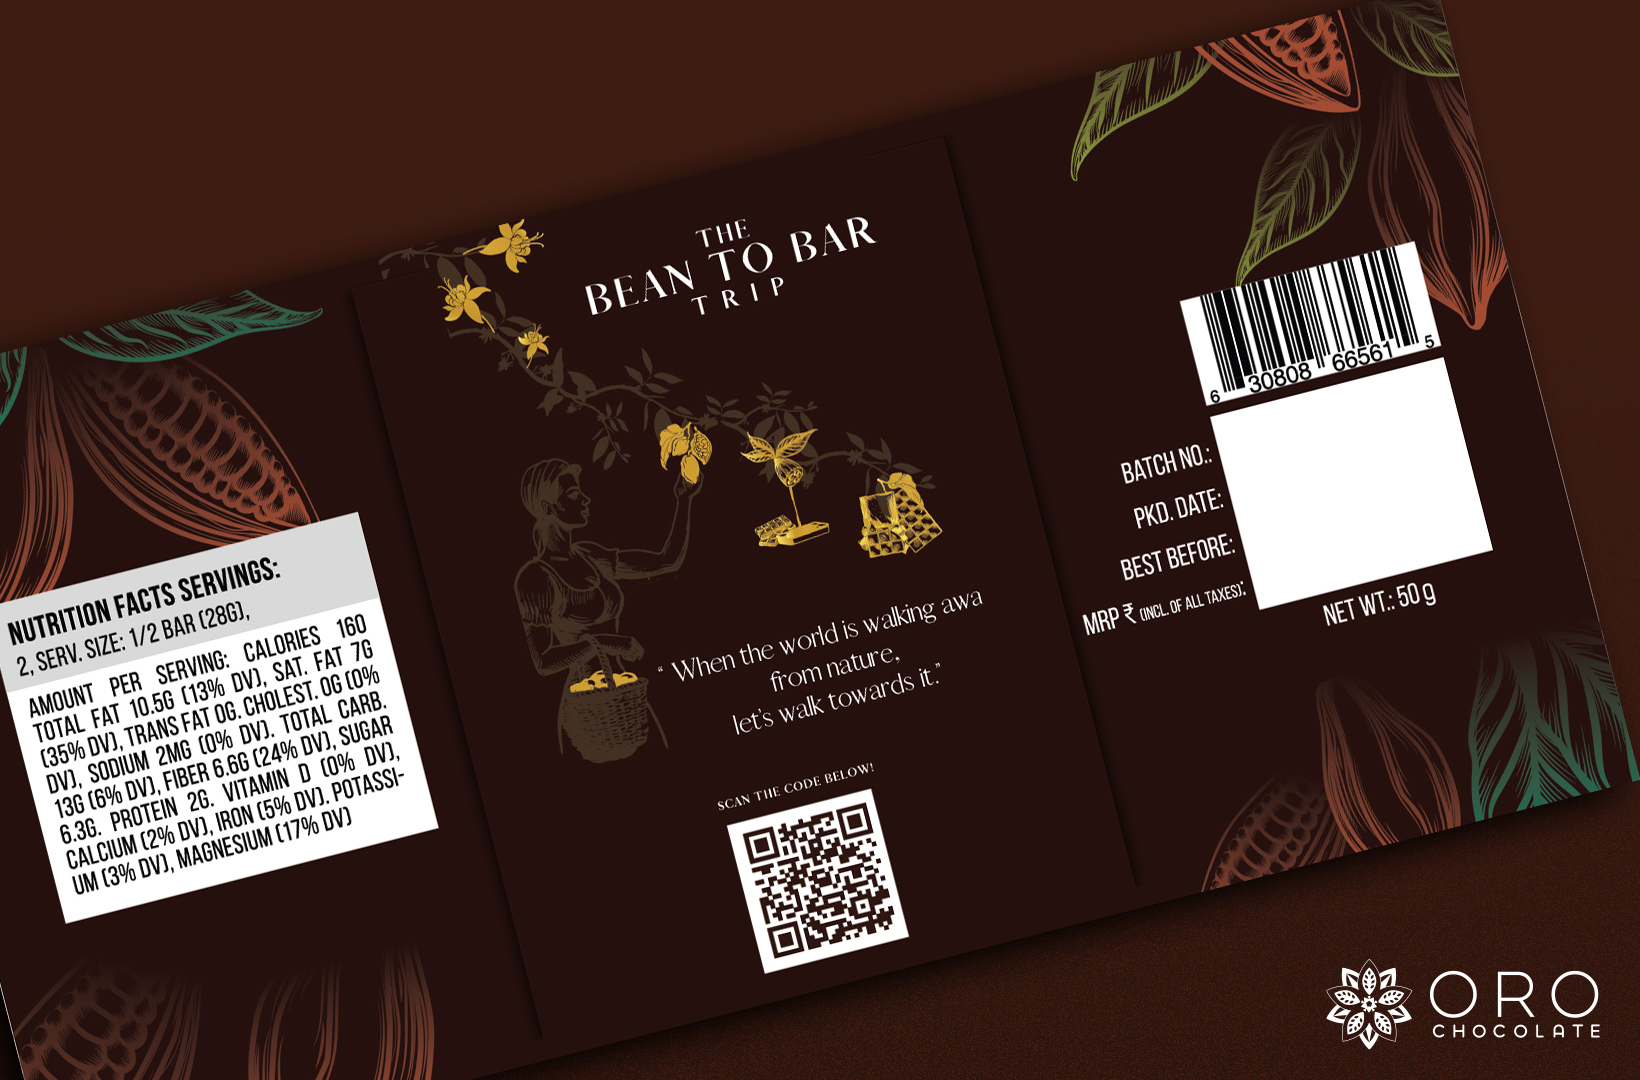 THE
BEAN TO BAR
TRIP
NUTRITION FACTS SERVINGS:
2, SERV. SIZE: 1/2 BAR (28G),
AMOUNT PER SERVING: CALORIES 160
TOTAL FAT 10.5G (13% DV), SAT. FAT 7G
(35% DV), TRANS FAT 0G. CHOLEST. 0G (0%
DV), SODIUM 2MG (0% DV). TOTAL CARB.
13G (6% DV), FIBER 6.6G (24% DV), SUGAR
6.3G. PROTEIN 2G. VITAMIN D (0% DV),
CALCIUM (2% DV), IRON (5% DV). POTASSI-
UM (3% DV), MAGNESIUM (17% DV)
“ When the world is walking awa
from nature,
let's walk towards it.”
SCAN THE CODE BELOW!
6 30808 66561 5
BATCH NO.:
PKD. DATE:
BEST BEFORE:
MRP ₹ (INCL. OF ALL TAXES):
NET WT.: 50 g
ORO
CHOCOLATE